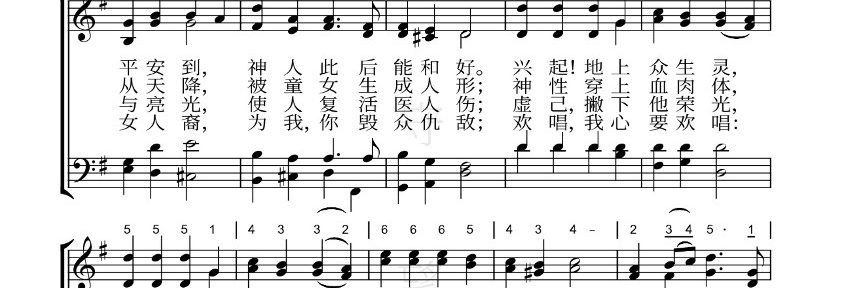 平安到，神人此后能和好。兴起！地上众生灵，
从天降，被童女生成人形；神性穿上血肉体，
与亮光，使人复活医人伤；虚己，撇下他荣光，
女人裔，为我，你毁众仇敌；欢唱，我心要欢唱：
5 5 5 1 | 4 3 3 2 | 6 6 6 5 | 4 3 4 - | 2 3 4 5 · 1 |